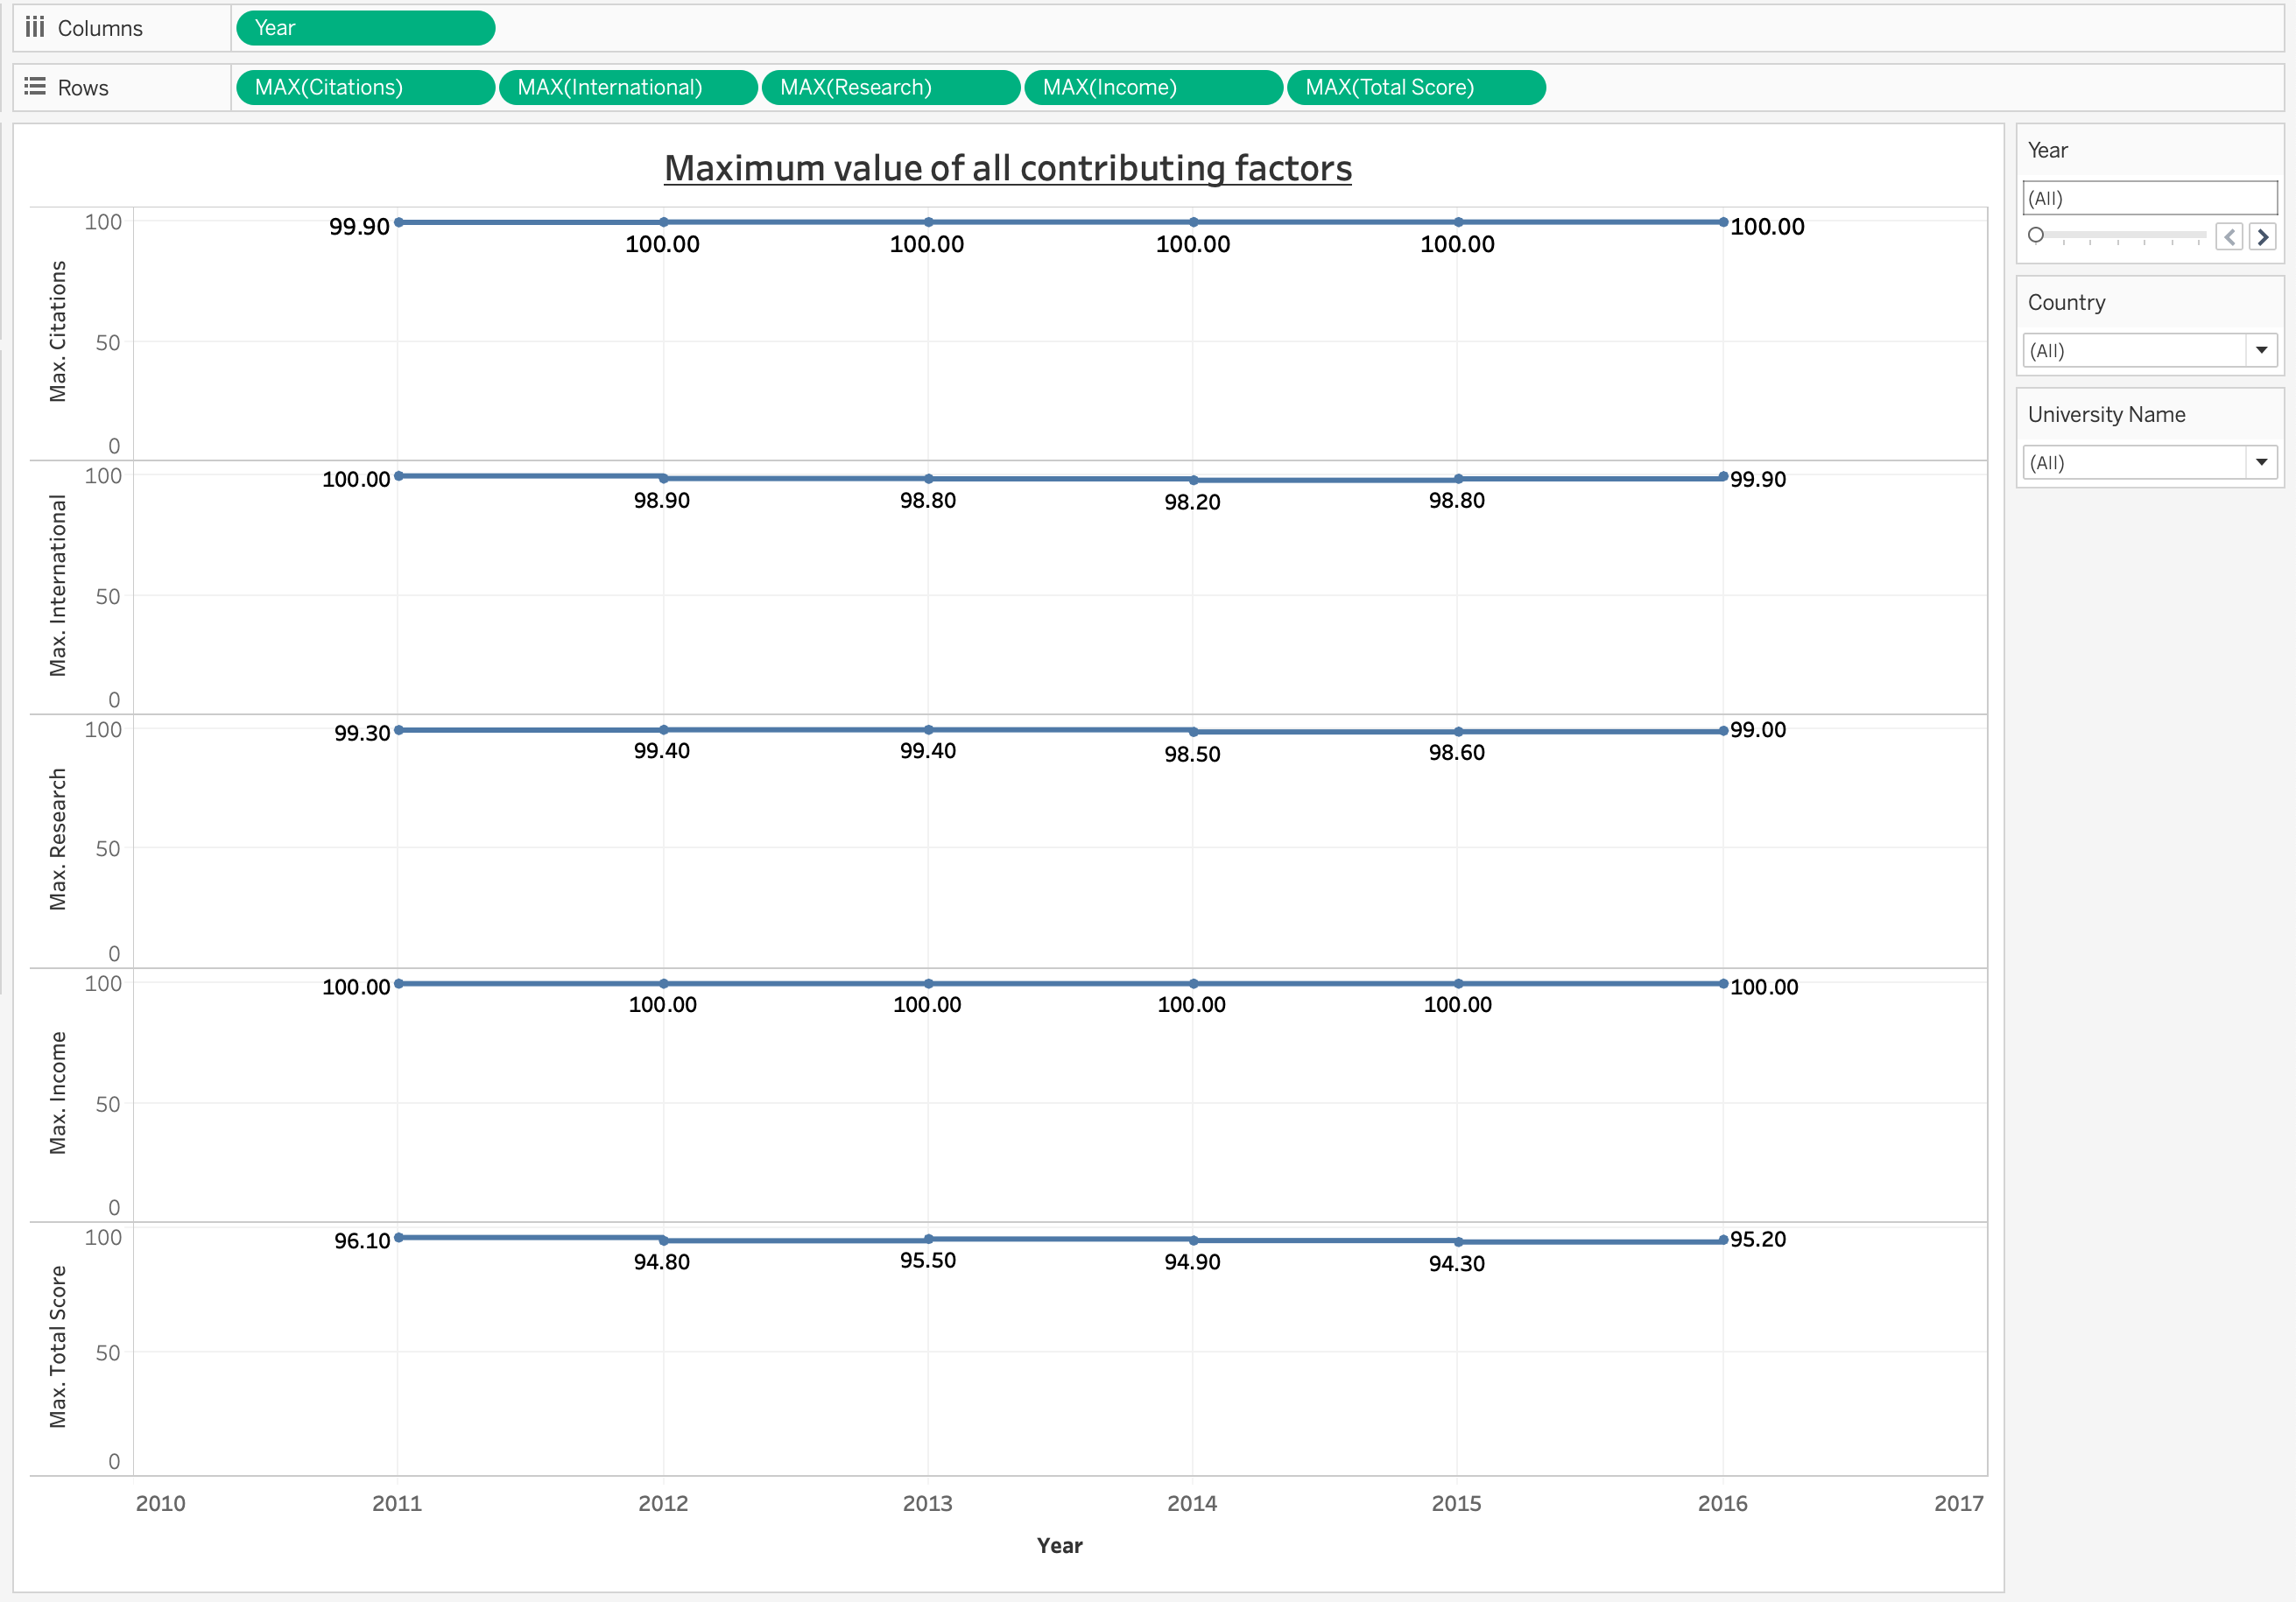 Columns Year
Rows MAX(Citations) MAX(International) MAX(Research) MAX(Income) MAX(Total Score)
Maximum value of all contributing factors
Max. Citations
100
50
0
99.90 100.00 100.00 100.00 100.00 100.00
Max. International
100
50
0
100.00 98.90 98.80 98.20 98.80 99.90
Max. Research
100
50
0
99.30 99.40 99.40 98.50 98.60 99.00
Max. Income
100
50
0
100.00 100.00 100.00 100.00 100.00 100.00
Max. Total Score
100
50
0
96.10 94.80 95.50 94.90 94.30 95.20
2010 2011 2012 2013 2014 2015 2016 2017
Year
Year
(All)
Country
(All)
University Name
(All)